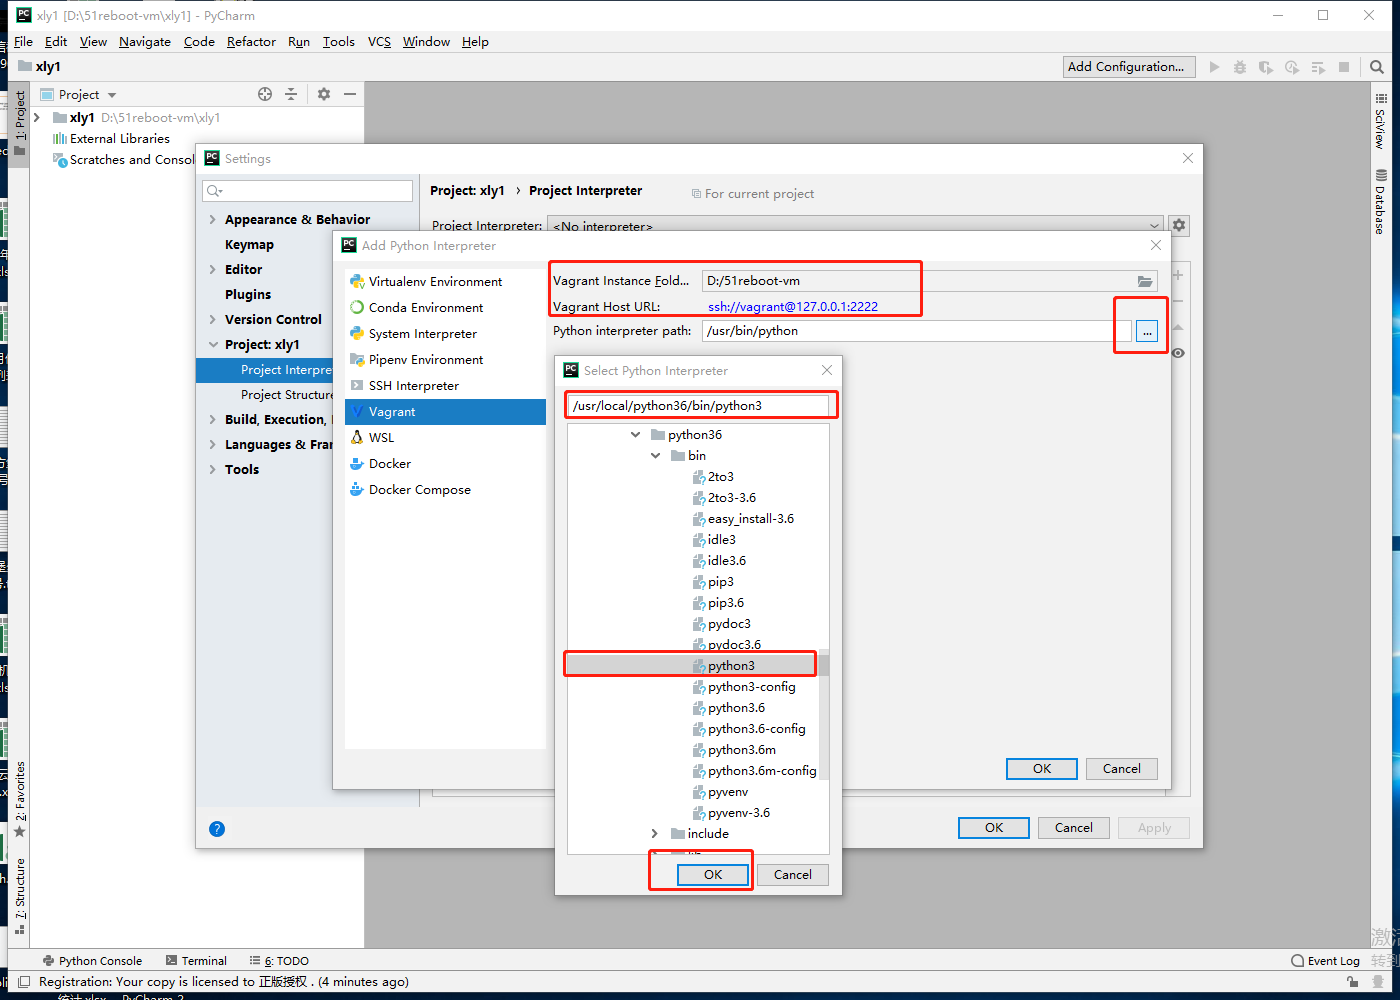 xly1 [D:\51reboot-vm\xly1] - PyCharm
File Edit View Navigate Code Refactor Run Tools VCS Window Help
xly1
Add Configuration...
1: Project
Project
xly1 D:\51reboot-vm\xly1
External Libraries
Scratches and Consol
SciView
Database
Settings
Project: xly1 › Project Interpreter
For current project
Project Interpreter: <No interpreter>
Appearance & Behavior
Keymap
Editor
Plugins
Version Control
Project: xly1
Project Interpre
Project Structure
Build, Execution,
Languages & Fra
Tools
Add Python Interpreter
Virtualenv Environment
Conda Environment
System Interpreter
Pipenv Environment
SSH Interpreter
Vagrant
WSL
Docker
Docker Compose
Vagrant Instance Fold... D:/51reboot-vm
Vagrant Host URL: ssh://vagrant@127.0.0.1:2222
Python interpreter path: /usr/bin/python
...
Select Python Interpreter
/usr/local/python36/bin/python3
python36
bin
2to3
2to3-3.6
easy_install-3.6
idle3
idle3.6
pip3
pip3.6
pydoc3
pydoc3.6
python3
python3-config
python3.6
python3.6-config
python3.6m
python3.6m-config
pyvenv
pyvenv-3.6
include
OK Cancel
OK Cancel
OK Cancel Apply
2: Favorites
7: Structure
Python Console Terminal 6: TODO
Event Log
Registration: Your copy is licensed to 正版授权 . (4 minutes ago)
统计.xlsx
PyCharm 2
转到